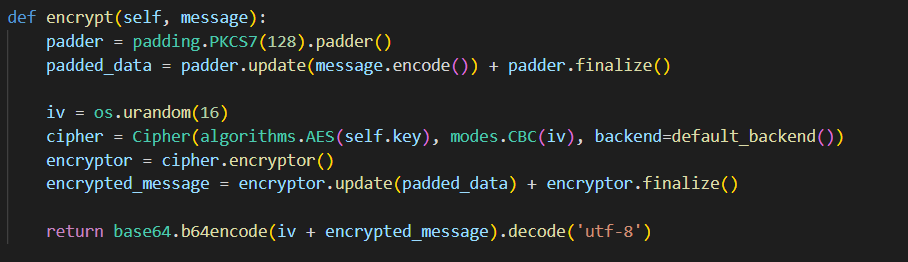 def encrypt(self, message):
    padder = padding.PKCS7(128).padder()
    padded_data = padder.update(message.encode()) + padder.finalize()

    iv = os.urandom(16)
    cipher = Cipher(algorithms.AES(self.key), modes.CBC(iv), backend=default_backend())
    encryptor = cipher.encryptor()
    encrypted_message = encryptor.update(padded_data) + encryptor.finalize()

    return base64.b64encode(iv + encrypted_message).decode('utf-8')